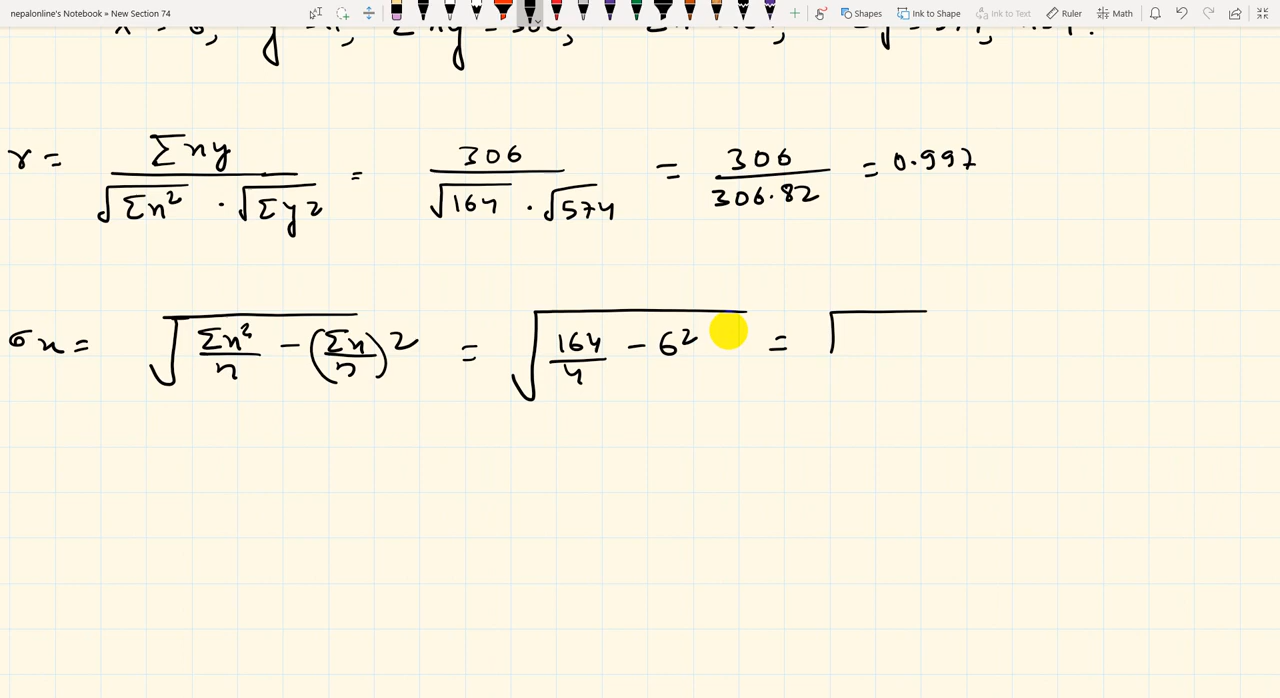 nepalonline's Notebook » New Section 74
Shapes Ink to Shape Ink to Text Ruler Math
r = Σxy / √Σx² · √Σy² = 306 / √164 · √574 = 306 / 306.82 = 0.997
σx = √(Σx²/n − (Σx/n)²) = √(164/4 − 6²) = √